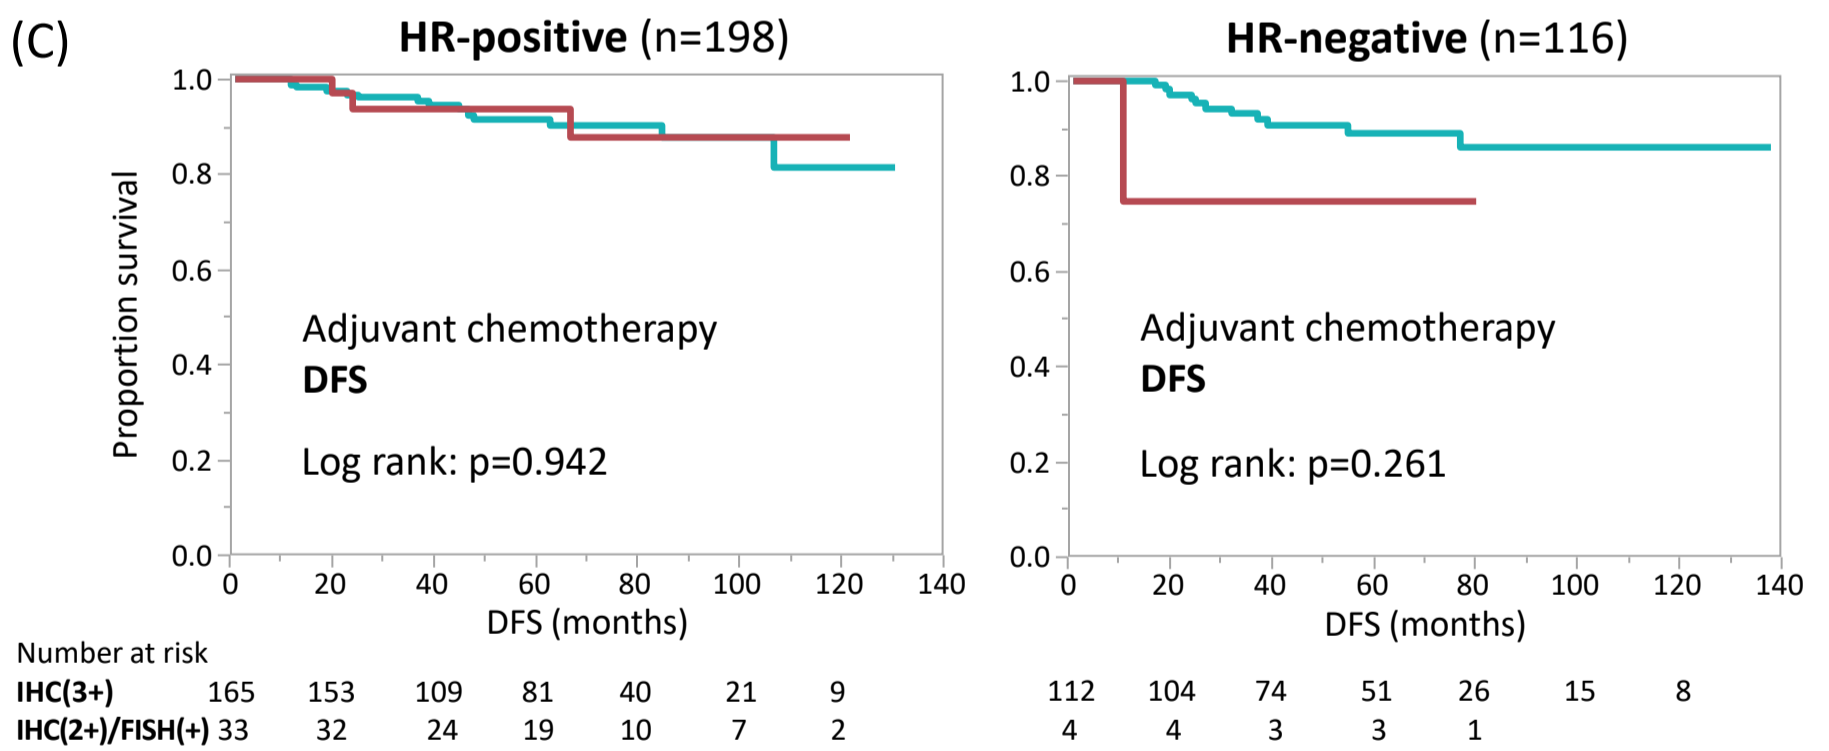 (C)
HR-positive (n=198)
1.0
0.8
0.6
0.4
0.2
0.0
Proportion survival
Adjuvant chemotherapy
DFS
Log rank: p=0.942
0 20 40 60 80 100 120 140
DFS (months)
HR-negative (n=116)
1.0
0.8
0.6
0.4
0.2
0.0
Adjuvant chemotherapy
DFS
Log rank: p=0.261
0 20 40 60 80 100 120 140
DFS (months)
Number at risk
IHC(3+) 165 153 109 81 40 21 9 112 104 74 51 26 15 8
IHC(2+)/FISH(+) 33 32 24 19 10 7 2 4 4 3 3 1